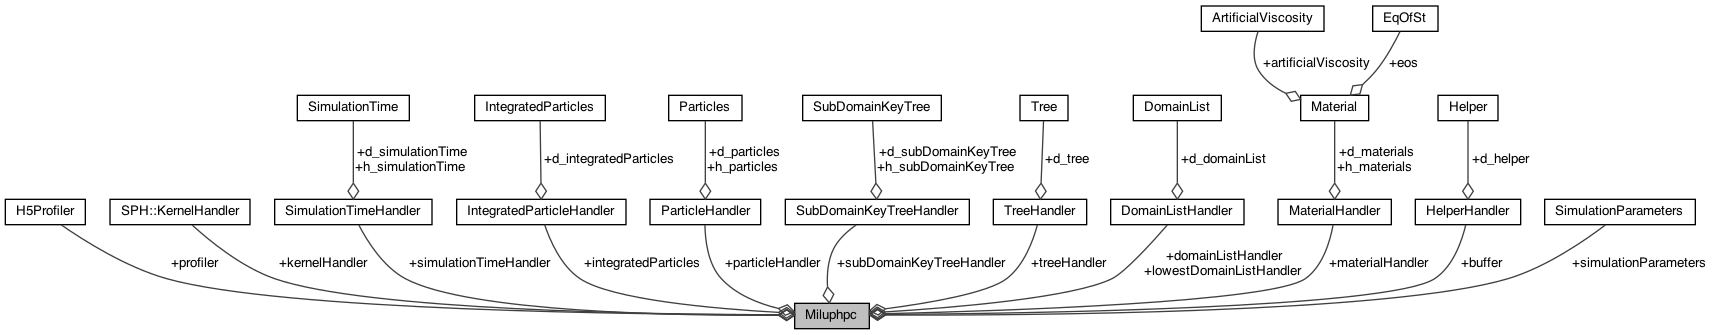 ArtificialViscosity
EqOfSt
+artificialViscosity
+eos
SimulationTime
IntegratedParticles
Particles
SubDomainKeyTree
Tree
DomainList
Material
Helper
+d_simulationTime
+h_simulationTime
+d_integratedParticles
+d_particles
+h_particles
+d_subDomainKeyTree
+h_subDomainKeyTree
+d_tree
+d_domainList
+d_materials
+h_materials
+d_helper
H5Profiler
SPH::KernelHandler
SimulationTimeHandler
IntegratedParticleHandler
ParticleHandler
SubDomainKeyTreeHandler
TreeHandler
DomainListHandler
MaterialHandler
HelperHandler
SimulationParameters
+profiler
+kernelHandler
+simulationTimeHandler
+integratedParticles
+particleHandler
+subDomainKeyTreeHandler
+treeHandler
+domainListHandler
+lowestDomainListHandler
+materialHandler
+buffer
+simulationParameters
Miluphpc